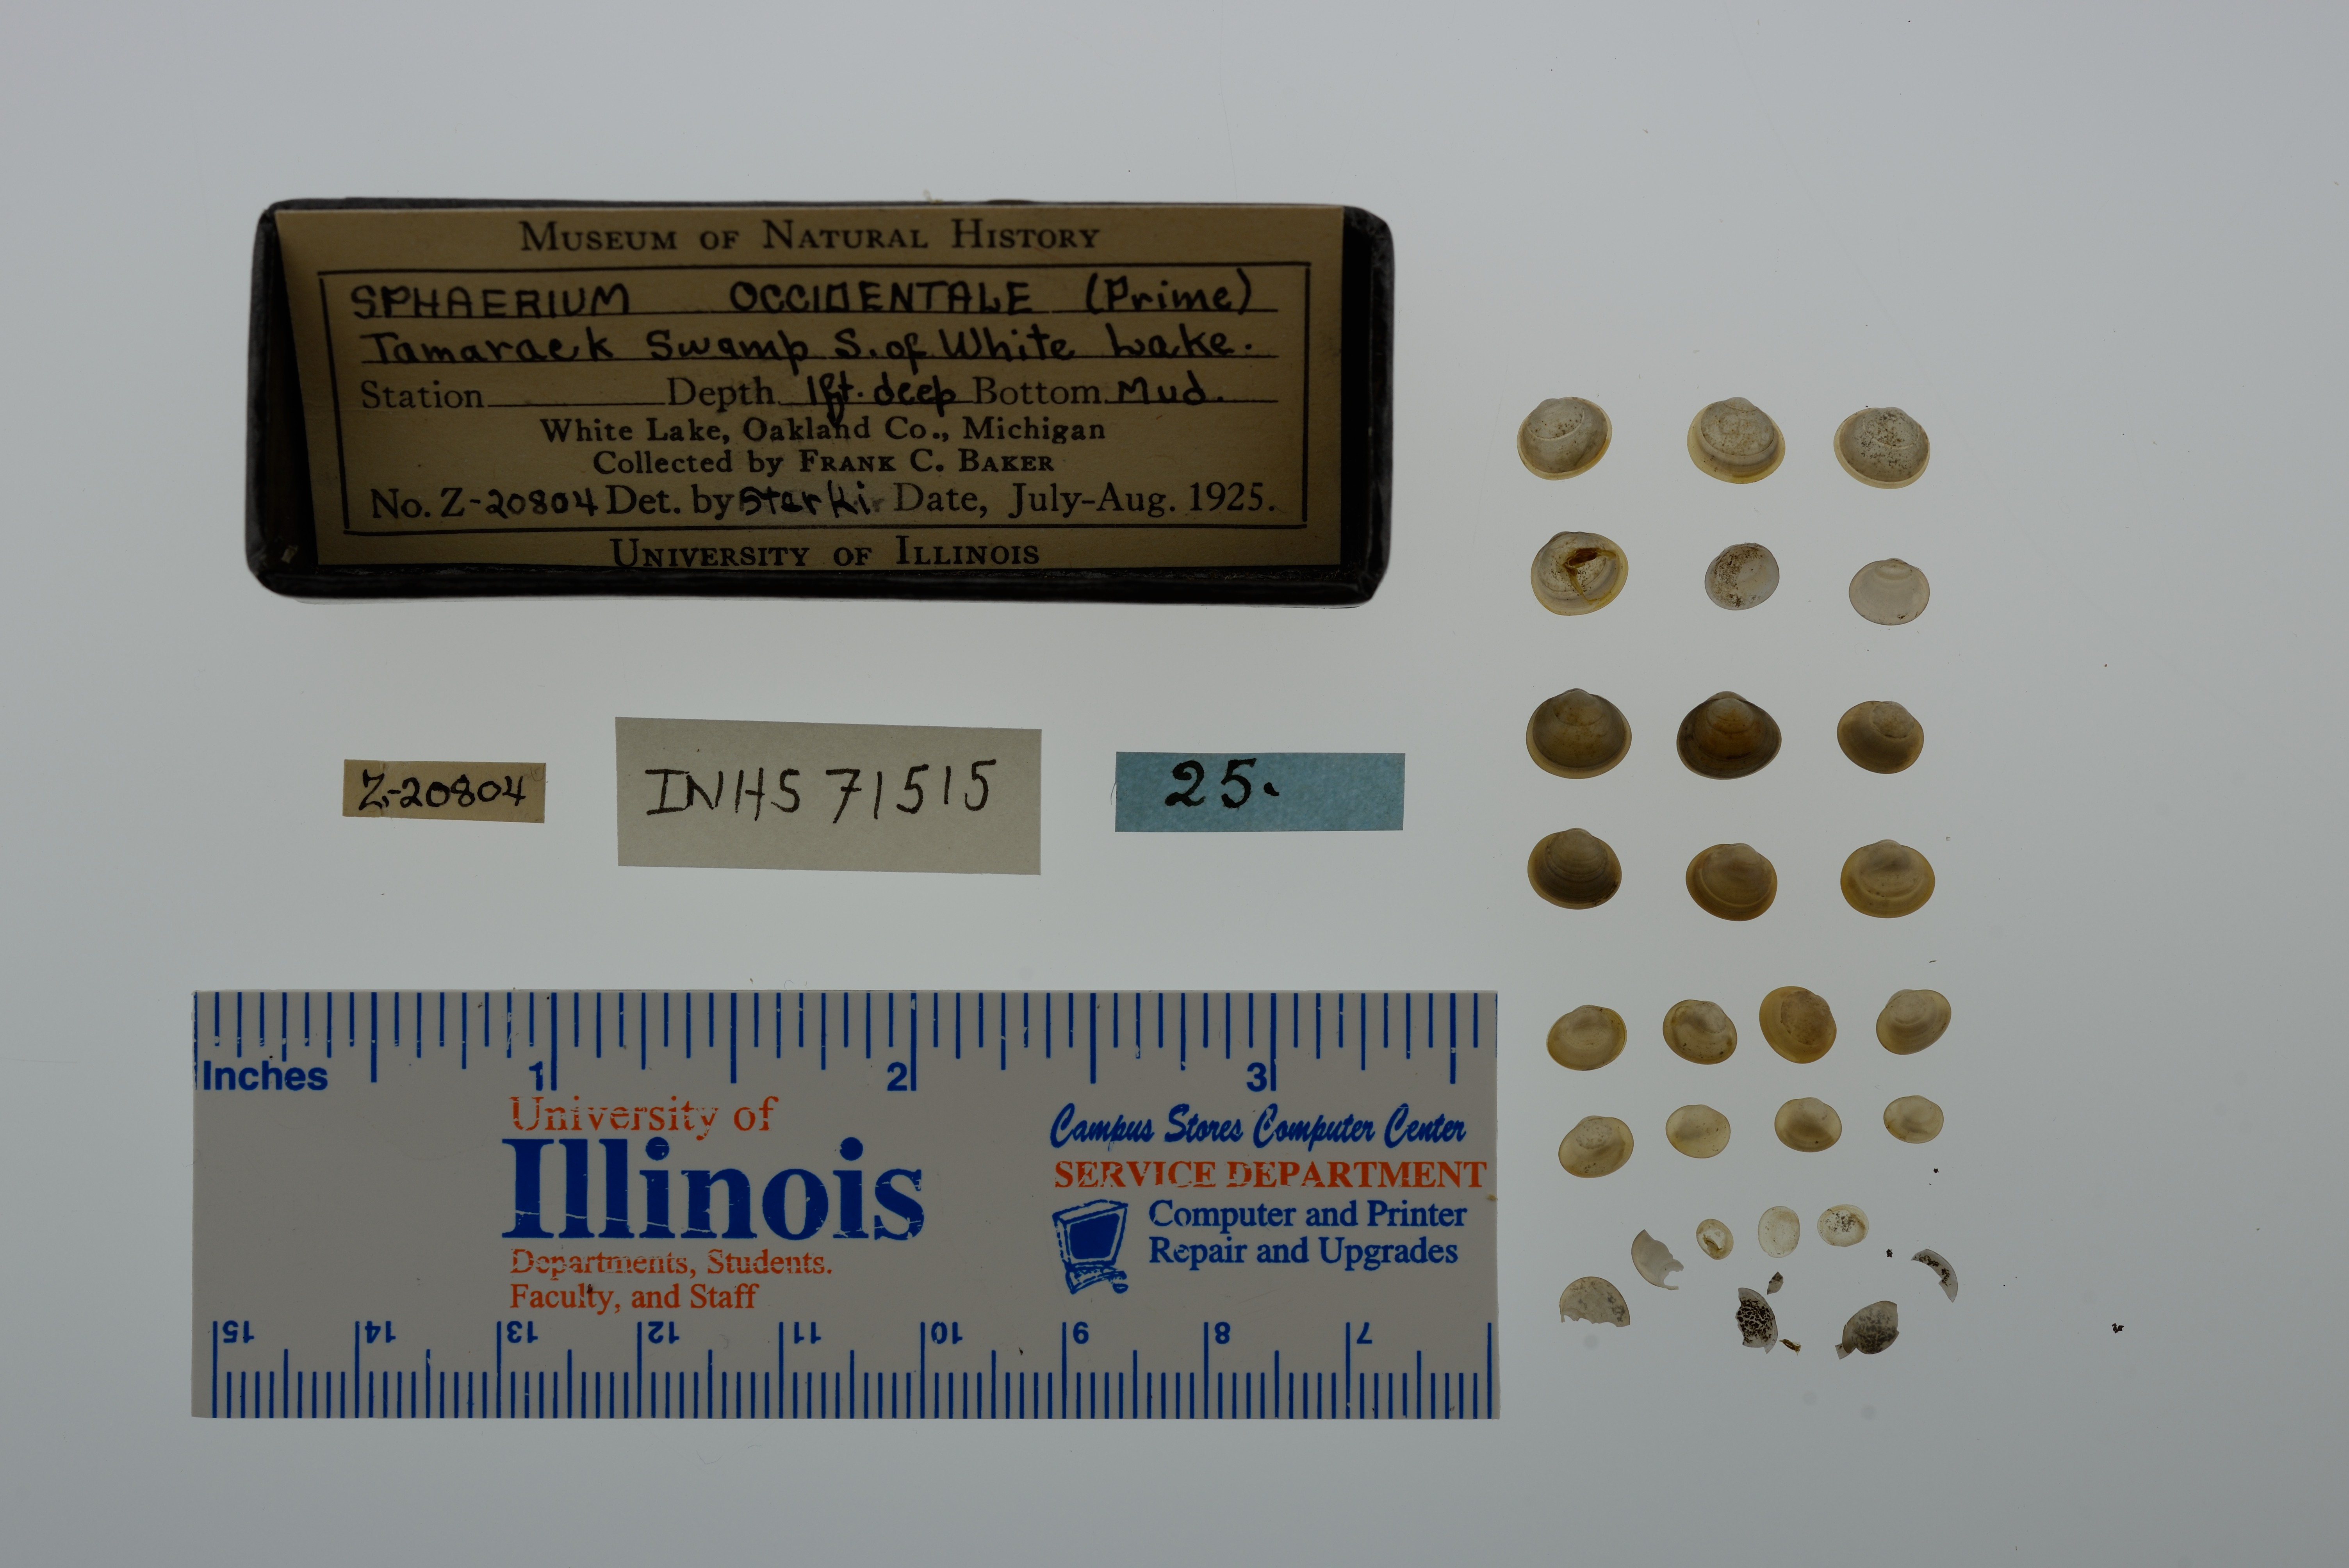 MUSEUM OF NATURAL HISTORY
SPHAERIUM OCCIDENTALE (Prime)
Tamarack Swamp S. of White Lake.
Station Depth 1ft. deep Bottom Mud.
White Lake, Oakland Co., Michigan
Collected by FRANK C. BAKER
No. Z-20804 Det. by Sterki Date, July-Aug. 1925.
UNIVERSITY OF ILLINOIS
Z-20804
INHS 71515
25.
Inches 1 2 3
University of
Illinois
Departments, Students.
Faculty, and Staff
Campus Stores Computer Center
SERVICE DEPARTMENT
Computer and Printer
Repair and Upgrades
15 14 13 12 11 10 9 8 7